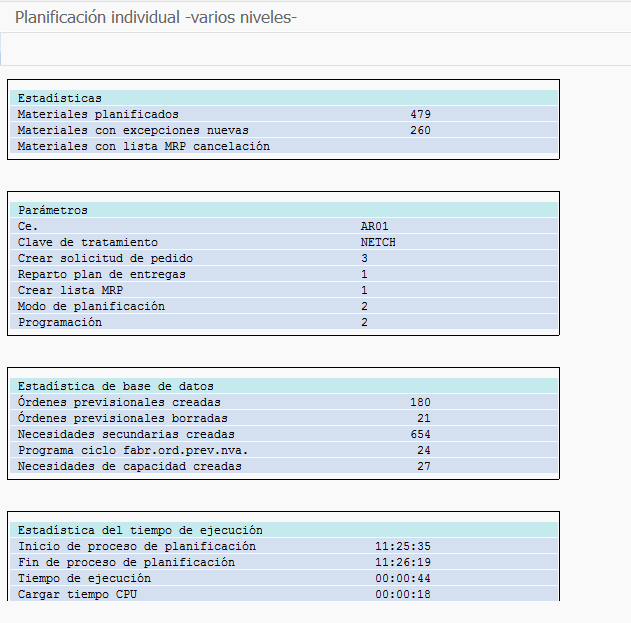 Planificación individual -varios niveles-
Estadísticas
Materiales planificados 479
Materiales con excepciones nuevas 260
Materiales con lista MRP cancelación
Parámetros
Ce. AR01
Clave de tratamiento NETCH
Crear solicitud de pedido 3
Reparto plan de entregas 1
Crear lista MRP 1
Modo de planificación 2
Programación 2
Estadística de base de datos
Órdenes previsionales creadas 180
Órdenes previsionales borradas 21
Necesidades secundarias creadas 654
Programa ciclo fabr.ord.prev.nva. 24
Necesidades de capacidad creadas 27
Estadística del tiempo de ejecución
Inicio de proceso de planificación 11:25:35
Fin de proceso de planificación 11:26:19
Tiempo de ejecución 00:00:44
Cargar tiempo CPU 00:00:18